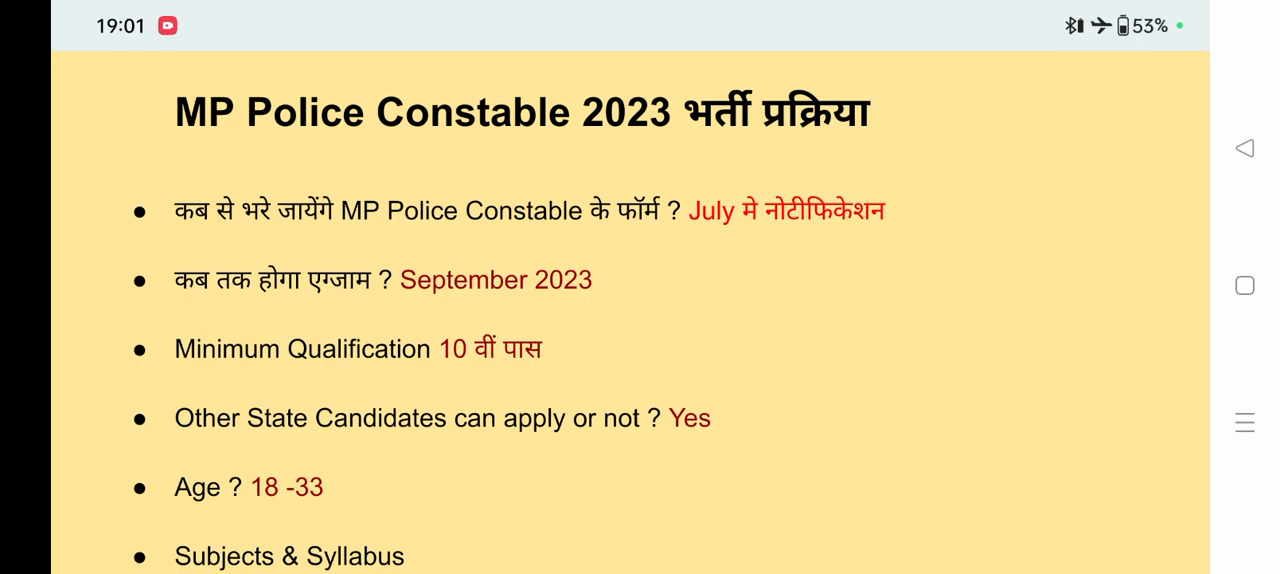 19:01
53%
MP Police Constable 2023 भर्ती प्रक्रिया
● कब से भरे जायेंगे MP Police Constable के फॉर्म ? July मे नोटीफिकेशन
● कब तक होगा एग्जाम ? September 2023
● Minimum Qualification 10 वीं पास
● Other State Candidates can apply or not ? Yes
● Age ? 18 -33
● Subjects & Syllabus